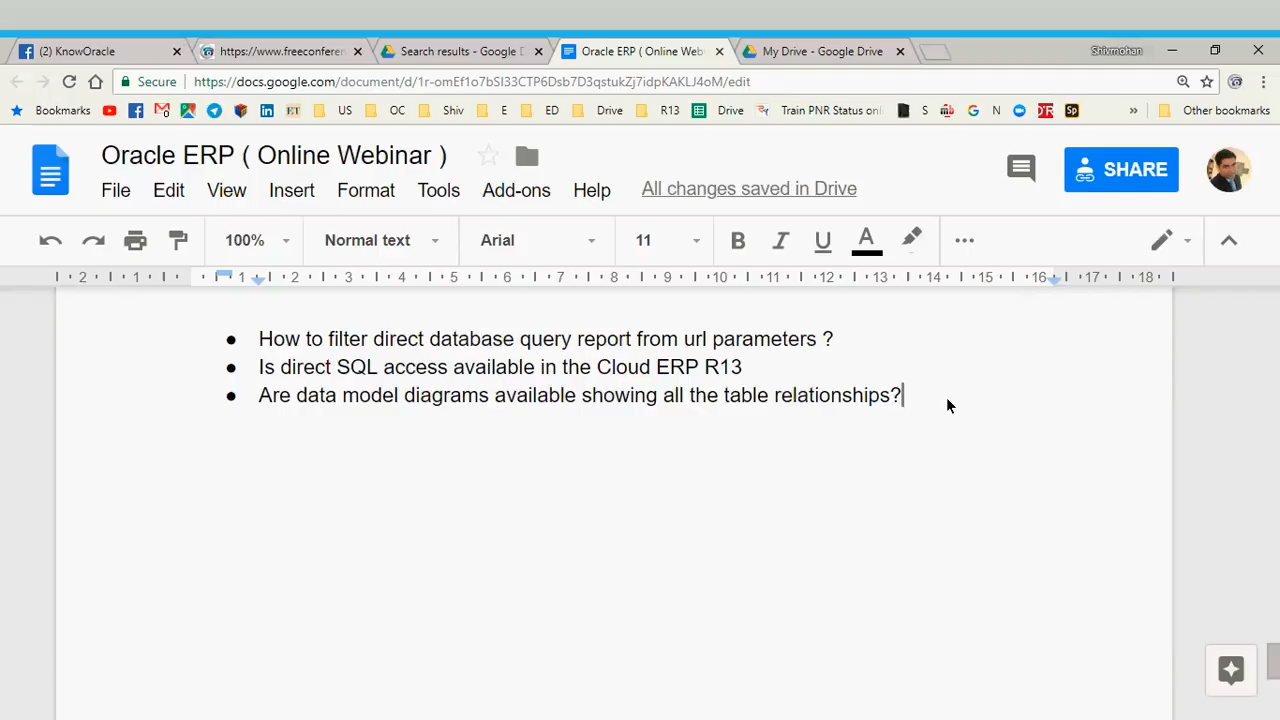 (2) KnowOracle
https://www.freeconferen
Search results - Google D
Oracle ERP ( Online Web
My Drive - Google Drive
Shivmohan
Secure
https://docs.google.com/document/d/1r-omEf1o7bSI33CTP6Dsb7D3qstukZj7idpKAKLJ4oM/edit
Bookmarks US OC Shiv E ED Drive R13 Drive Train PNR Status onl S N Sp » Other bookmarks
Oracle ERP ( Online Webinar )
File Edit View Insert Format Tools Add-ons Help All changes saved in Drive
SHARE
100% Normal text Arial 11 B I U A
2 1 1 2 3 4 5 6 7 8 9 10 11 12 13 14 15 16 17 18
● How to filter direct database query report from url parameters ?
● Is direct SQL access available in the Cloud ERP R13
● Are data model diagrams available showing all the table relationships?